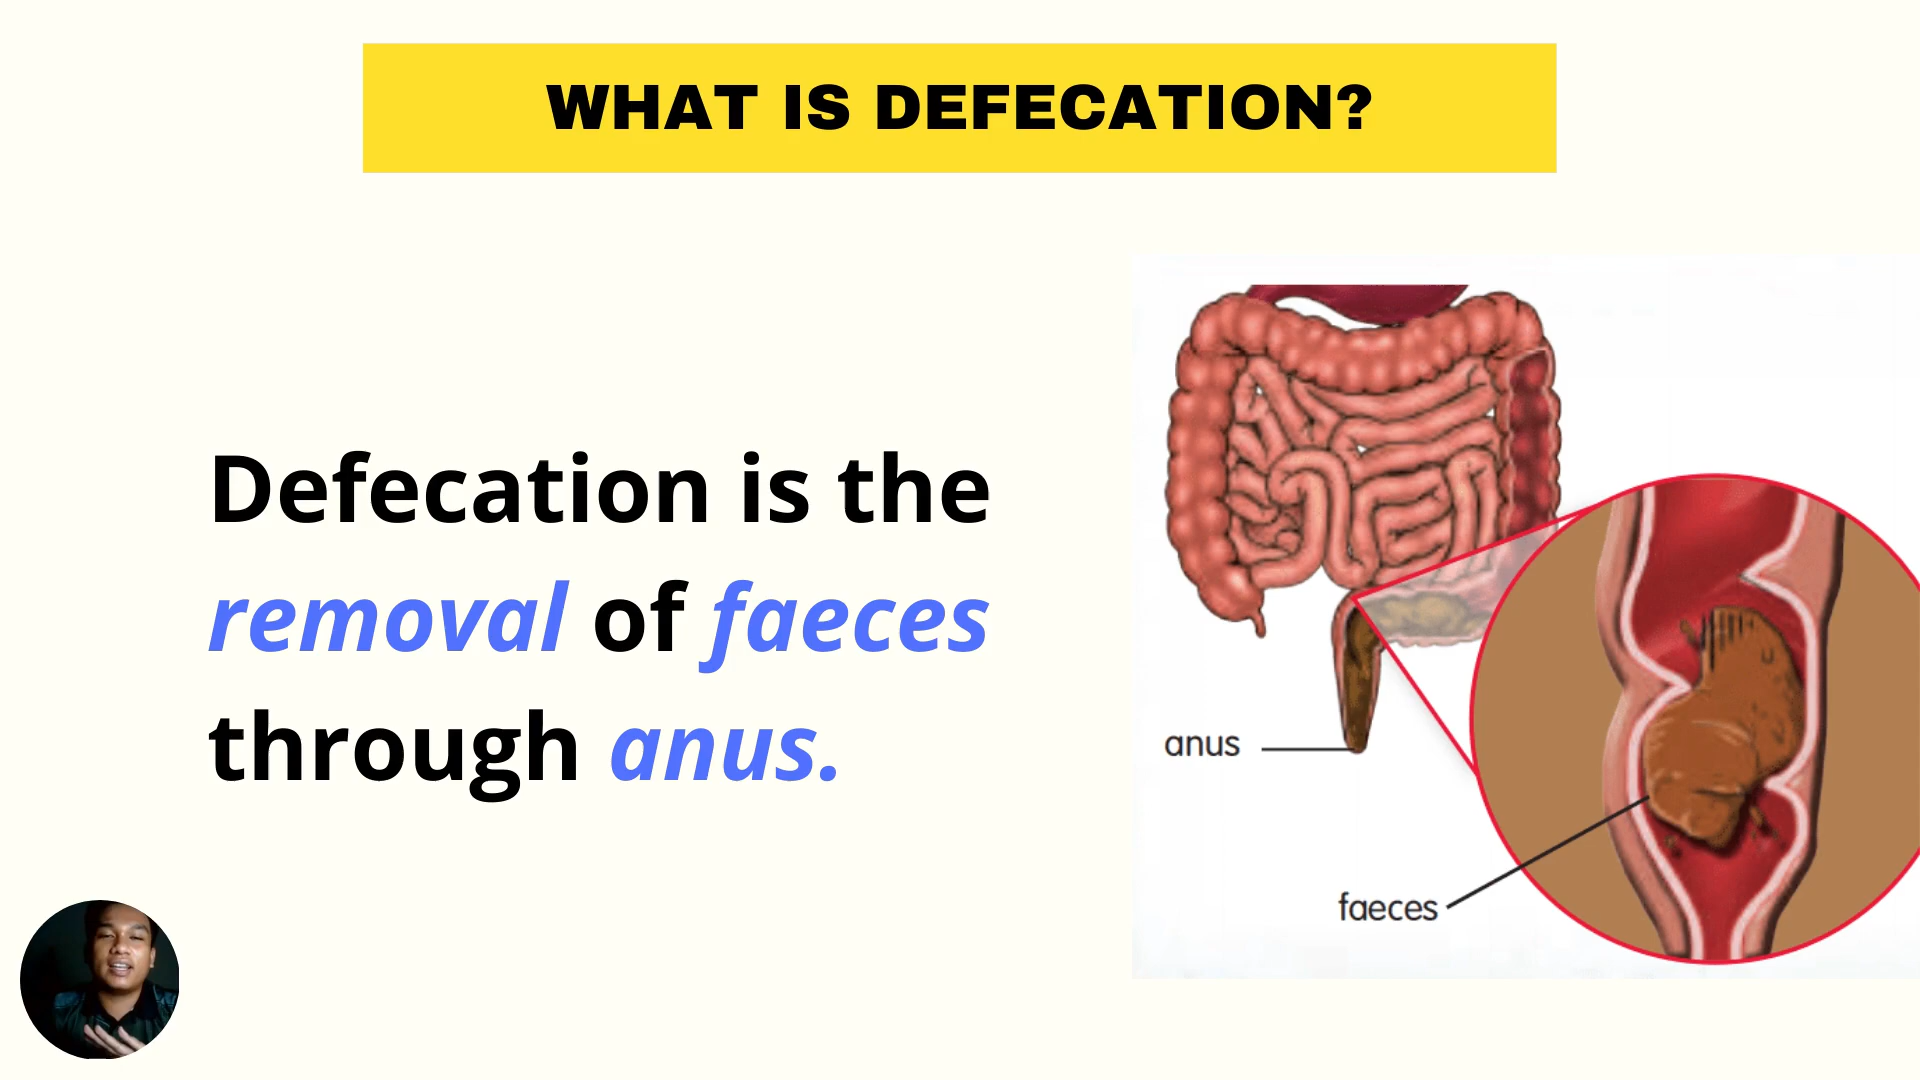 WHAT IS DEFECATION?
Defecation is the
removal of faeces
through anus.
anus
faeces